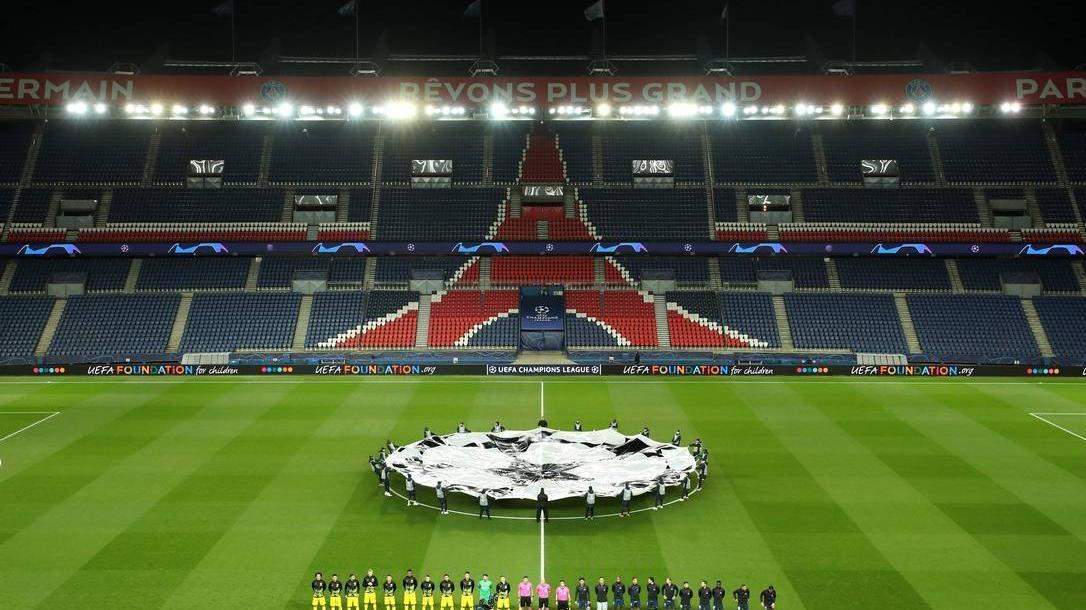 ERMAIN RÊVONS PLUS GRAND PAR
UEFA FOUNDATION for children UEFA FOUNDATION.org UEFA CHAMPIONS LEAGUE UEFA FOUNDATION for children UEFA FOUNDATION.org